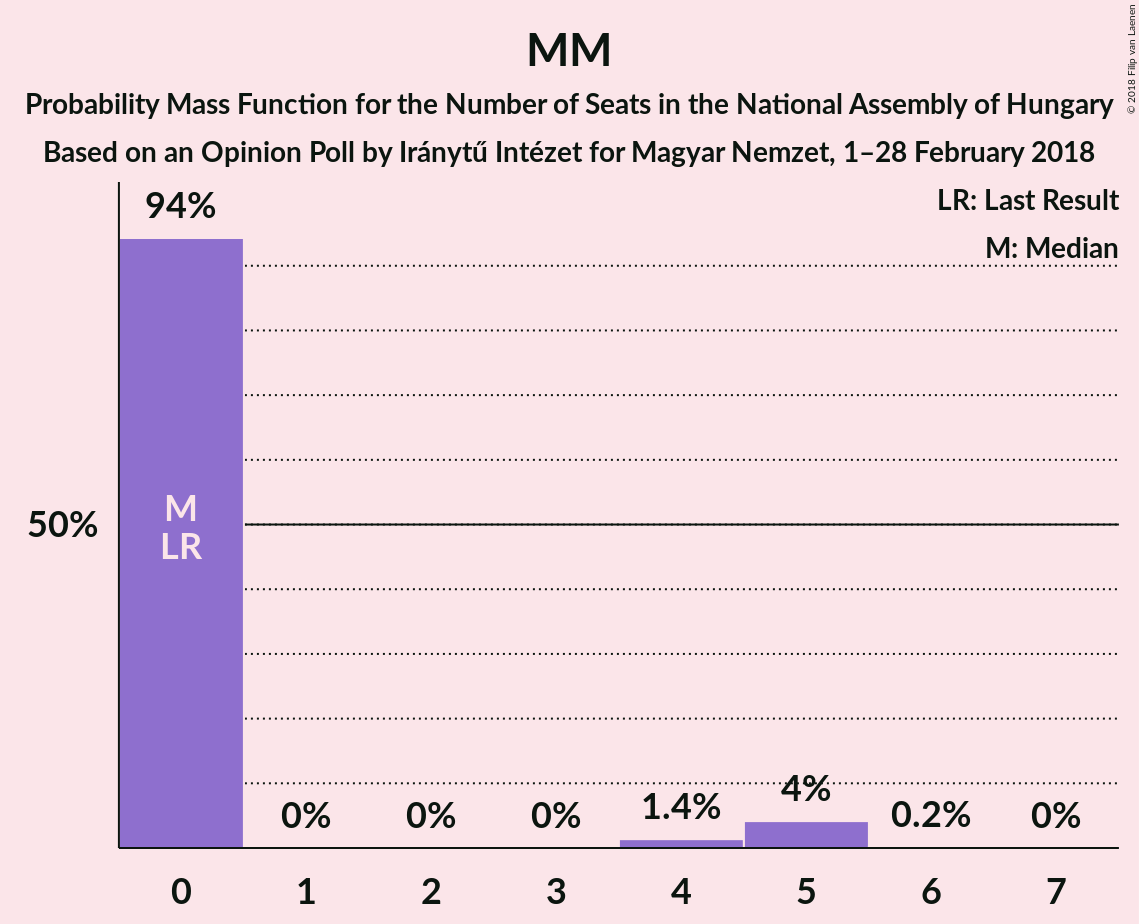 MM
Probability Mass Function for the Number of Seats in the National Assembly of Hungary
Based on an Opinion Poll by Iránytű Intézet for Magyar Nemzet, 1–28 February 2018
© 2018 Filip van Laenen
LR: Last Result
M: Median
94%
50%
M
LR
0%
0%
0%
1.4%
4%
0.2%
0%
0 1 2 3 4 5 6 7